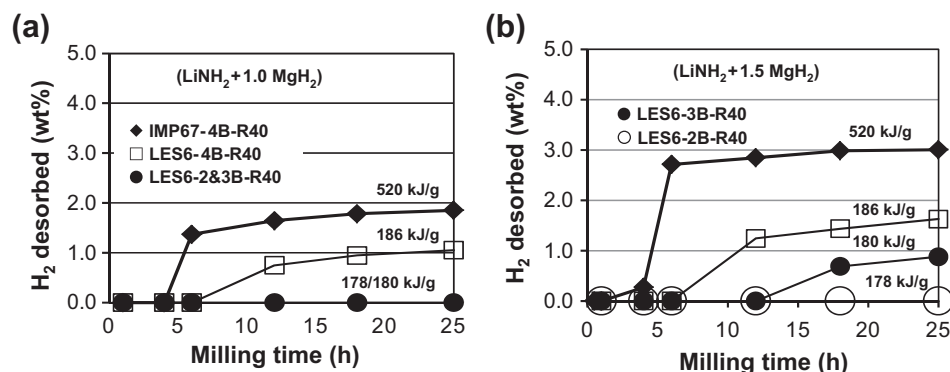 (a)
H2 desorbed (wt%)
5.0
4.0
3.0
2.0
1.0
0.0
(LiNH2+1.0 MgH2)
IMP67-4B-R40
LES6-4B-R40
LES6-2&3B-R40
520 kJ/g
186 kJ/g
178/180 kJ/g
0 5 10 15 20 25
Milling time (h)
(b)
H2 desorbed (wt%)
5.0
4.0
3.0
2.0
1.0
0.0
(LiNH2+1.5 MgH2)
LES6-3B-R40
LES6-2B-R40
520 kJ/g
186 kJ/g
180 kJ/g
178 kJ/g
0 5 10 15 20 25
Milling time (h)